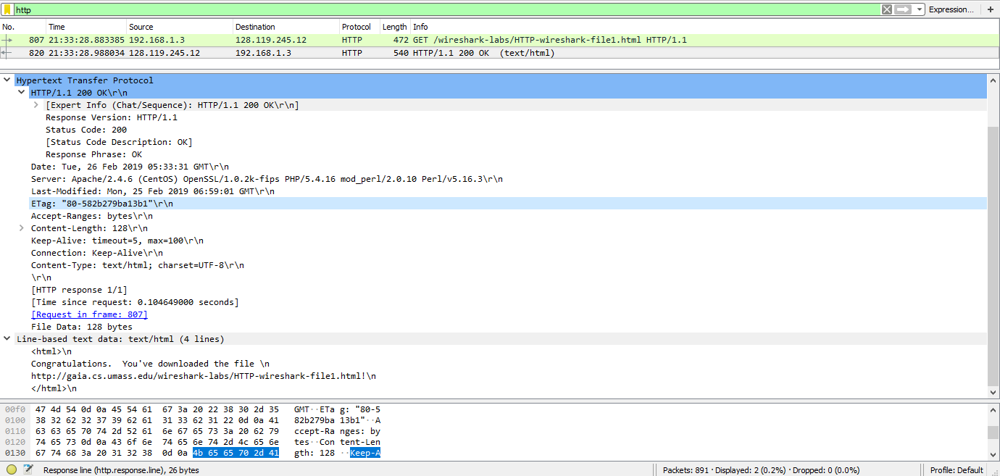 http Expression... +
No. Time Source Destination Protocol Length Info
807 21:33:28.883385 192.168.1.3 128.119.245.12 HTTP 472 GET /wireshark-labs/HTTP-wireshark-file1.html HTTP/1.1
820 21:33:28.988034 128.119.245.12 192.168.1.3 HTTP 540 HTTP/1.1 200 OK (text/html)
Hypertext Transfer Protocol
HTTP/1.1 200 OK\r\n
[Expert Info (Chat/Sequence): HTTP/1.1 200 OK\r\n]
Response Version: HTTP/1.1
Status Code: 200
[Status Code Description: OK]
Response Phrase: OK
Date: Tue, 26 Feb 2019 05:33:31 GMT\r\n
Server: Apache/2.4.6 (CentOS) OpenSSL/1.0.2k-fips PHP/5.4.16 mod_perl/2.0.10 Perl/v5.16.3\r\n
Last-Modified: Mon, 25 Feb 2019 06:59:01 GMT\r\n
ETag: "80-582b279ba13b1"\r\n
Accept-Ranges: bytes\r\n
Content-Length: 128\r\n
Keep-Alive: timeout=5, max=100\r\n
Connection: Keep-Alive\r\n
Content-Type: text/html; charset=UTF-8\r\n
\r\n
[HTTP response 1/1]
[Time since request: 0.104649000 seconds]
[Request in frame: 807]
File Data: 128 bytes
Line-based text data: text/html (4 lines)
<html>\n
Congratulations.  You've downloaded the file \n
http://gaia.cs.umass.edu/wireshark-labs/HTTP-wireshark-file1.html!\n
</html>\n
00f0 47 4d 54 0d 0a 45 54 61 67 3a 20 22 38 30 2d 35 GMT··ETa g: "80-5
0100 38 32 62 32 37 39 62 61 31 33 62 31 22 0d 0a 41 82b279ba 13b1"··A
0110 63 63 65 70 74 2d 52 61 6e 67 65 73 3a 20 62 79 ccept-Ra nges: by
0120 74 65 73 0d 0a 43 6f 6e 74 65 6e 74 2d 4c 65 6e tes··Con tent-Len
0130 67 74 68 3a 20 31 32 38 0d 0a 4b 65 65 70 2d 41 gth: 128 ··Keep-A
Response line (http.response.line), 26 bytes Packets: 891 · Displayed: 2 (0.2%) · Dropped: 0 (0.0%) Profile: Default